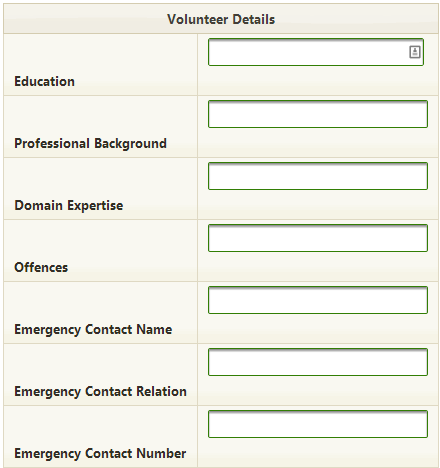 Volunteer Details
Education
Professional Background
Domain Expertise
Offences
Emergency Contact Name
Emergency Contact Relation
Emergency Contact Number